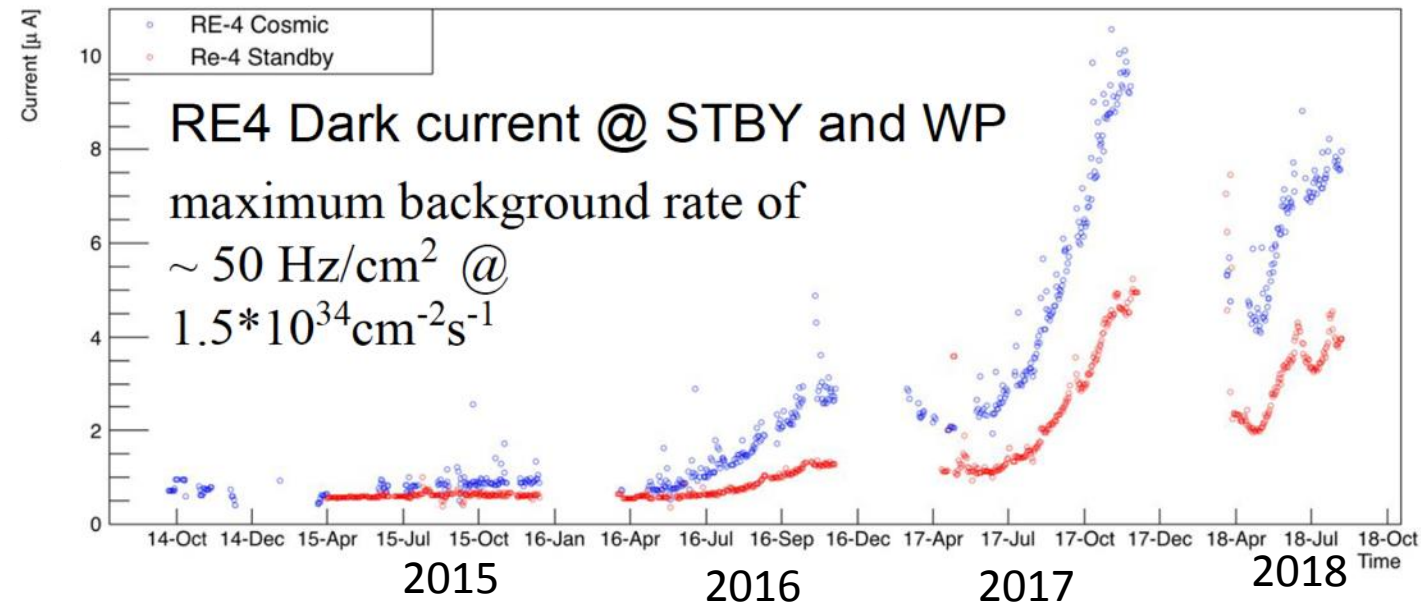 Current [μ A]
RE-4 Cosmic
Re-4 Standby
RE4 Dark current @ STBY and WP
maximum background rate of
~ 50 Hz/cm² @
1.5*10³⁴cm⁻²s⁻¹
10
8
6
4
2
0
14-Oct 14-Dec 15-Apr 15-Jul 15-Oct 16-Jan 16-Apr 16-Jul 16-Sep 16-Dec 17-Apr 17-Jul 17-Oct 17-Dec 18-Apr 18-Jul 18-Oct
Time
2015 2016 2017 2018